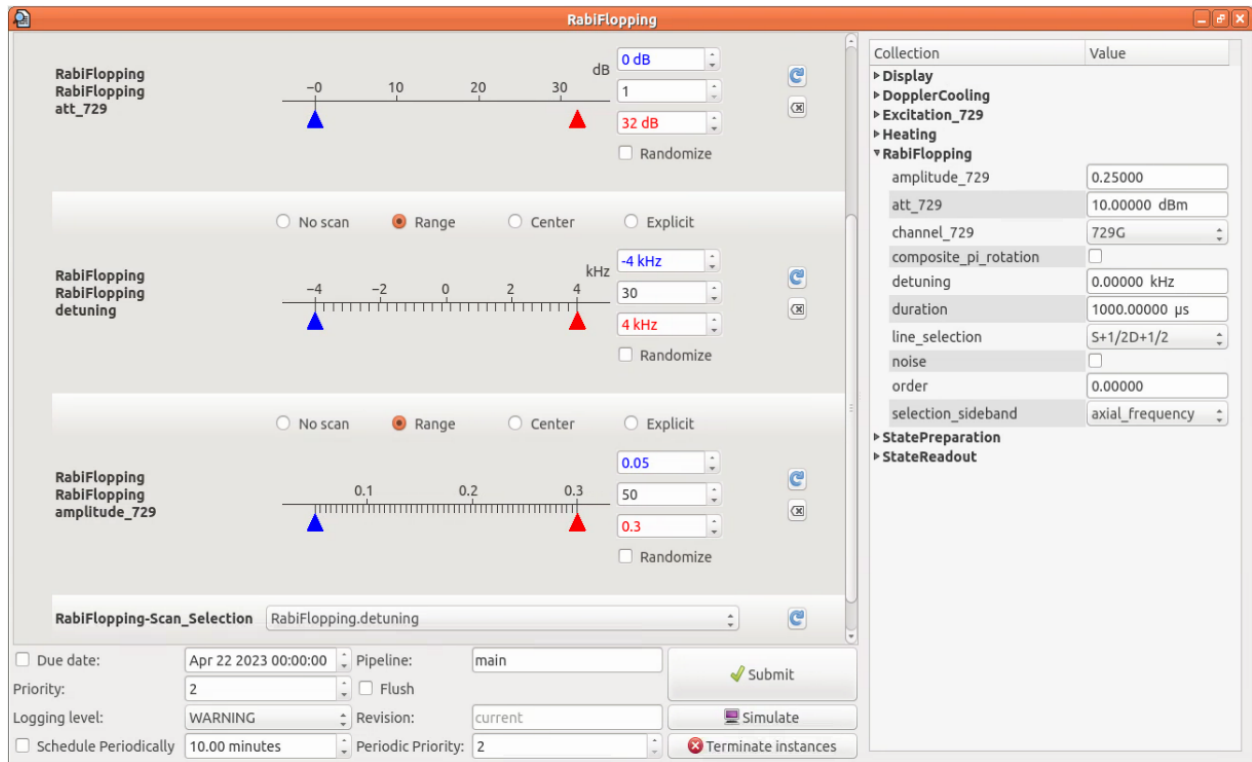 RabiFlopping
RabiFlopping
RabiFlopping
att_729
−0 10 20 30
dB
0 dB
1
32 dB
Randomize
No scan Range Center Explicit
RabiFlopping
RabiFlopping
detuning
−4 −2 0 2 4
kHz
-4 kHz
30
4 kHz
Randomize
No scan Range Center Explicit
RabiFlopping
RabiFlopping
amplitude_729
0.1 0.2 0.3
0.05
50
0.3
Randomize
RabiFlopping-Scan_Selection RabiFlopping.detuning
Due date: Apr 22 2023 00:00:00 Pipeline: main
Priority: 2 Flush
Submit
Logging level: WARNING Revision: current Simulate
Schedule Periodically 10.00 minutes Periodic Priority: 2 Terminate instances
Collection Value
Display
DopplerCooling
Excitation_729
Heating
RabiFlopping
amplitude_729 0.25000
att_729 10.00000 dBm
channel_729 729G
composite_pi_rotation
detuning 0.00000 kHz
duration 1000.00000 µs
line_selection S+1/2D+1/2
noise
order 0.00000
selection_sideband axial_frequency
StatePreparation
StateReadout